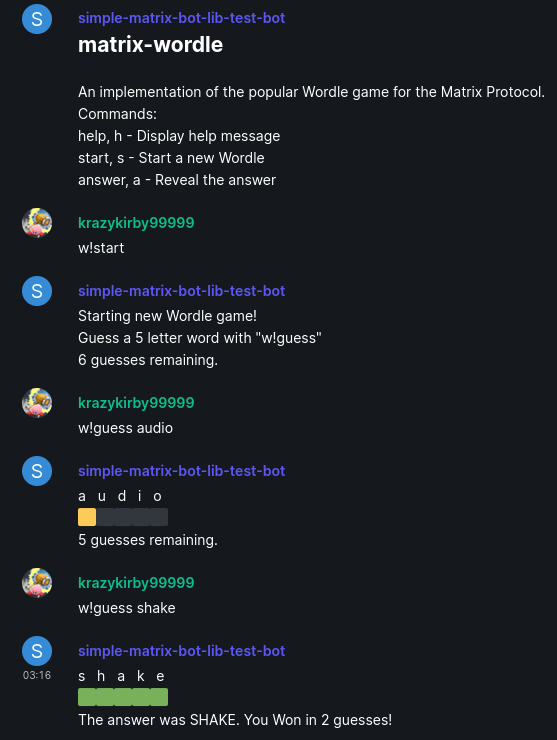 S simple-matrix-bot-lib-test-bot
matrix-wordle
An implementation of the popular Wordle game for the Matrix Protocol.
Commands:
help, h - Display help message
start, s - Start a new Wordle
answer, a - Reveal the answer
krazykirby99999
w!start
S simple-matrix-bot-lib-test-bot
Starting new Wordle game!
Guess a 5 letter word with "w!guess"
6 guesses remaining.
krazykirby99999
w!guess audio
S simple-matrix-bot-lib-test-bot
a u d i o
5 guesses remaining.
krazykirby99999
w!guess shake
S simple-matrix-bot-lib-test-bot
03:16 s h a k e
The answer was SHAKE. You Won in 2 guesses!